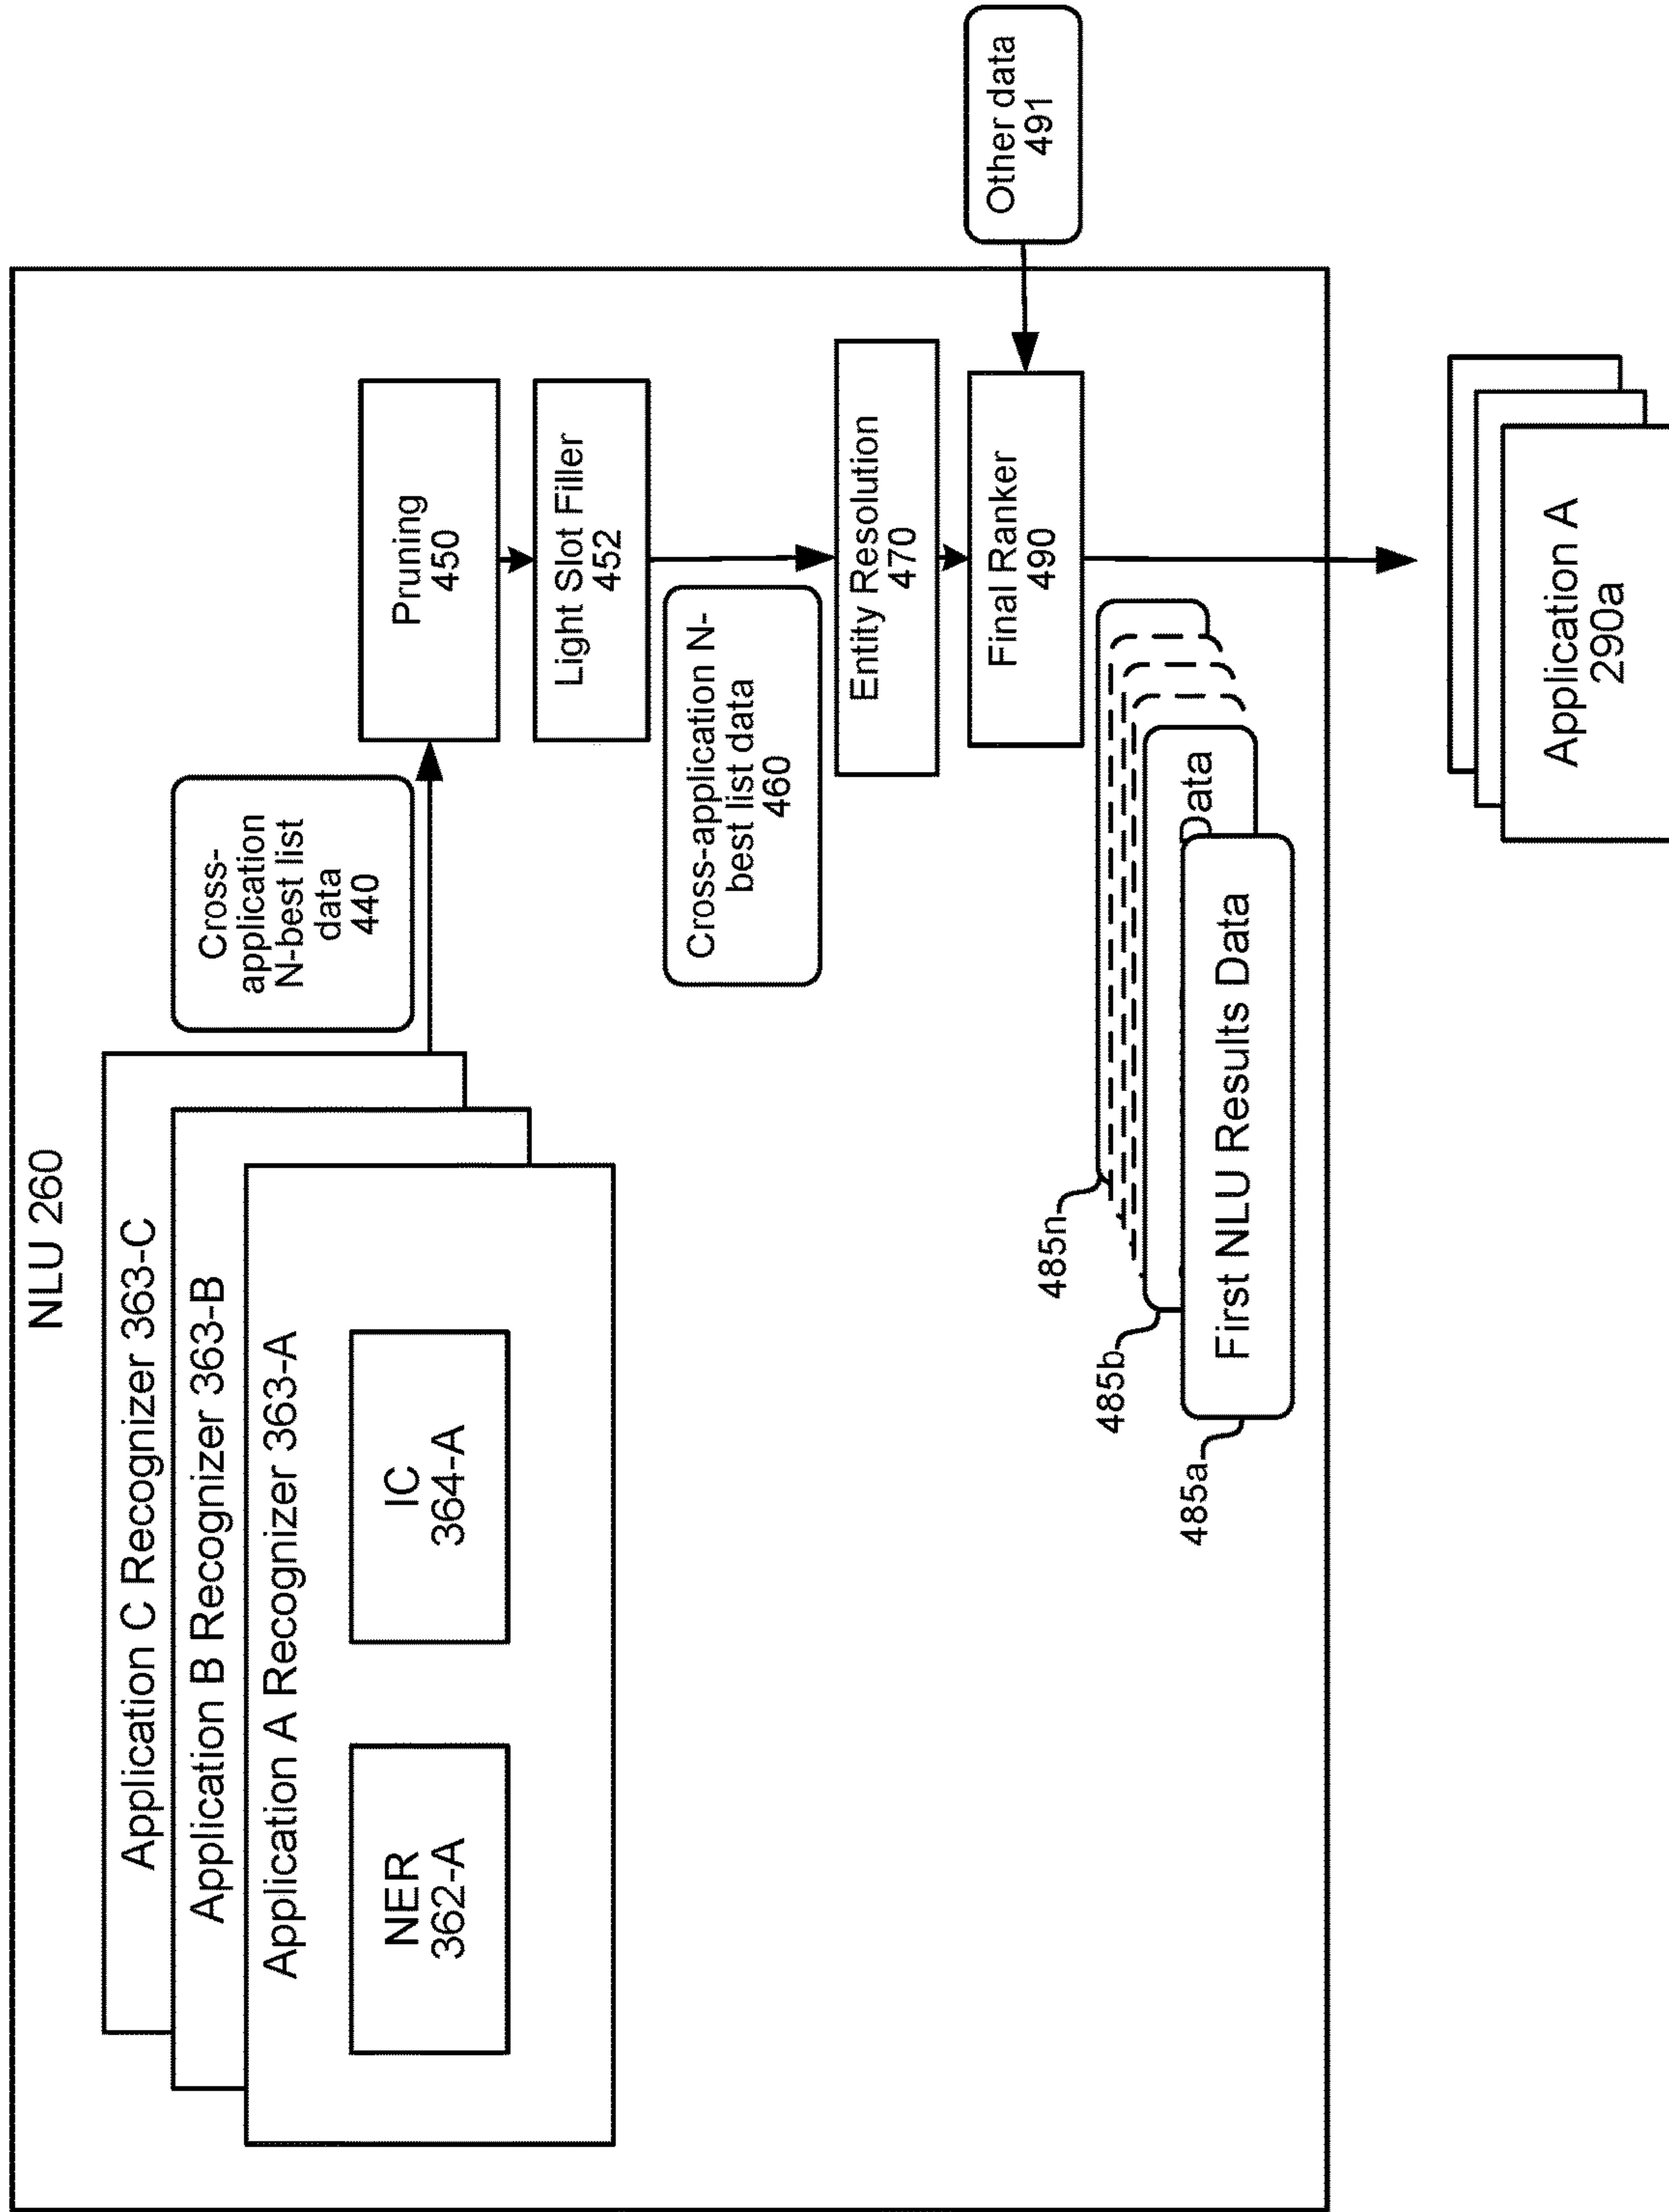 NLU 260
Application C Recognizer 363-C
Application B Recognizer 363-B
Application A Recognizer 363-A
NER
362-A
IC
364-A
Cross-
application
N-best list
data
440
Pruning
450
Light Slot Filler
452
Cross-application N-
best list data
460
Entity Resolution
470
Final Ranker
490
Other data
491
485n
485b
485a
Data
First NLU Results Data
Application A
290a